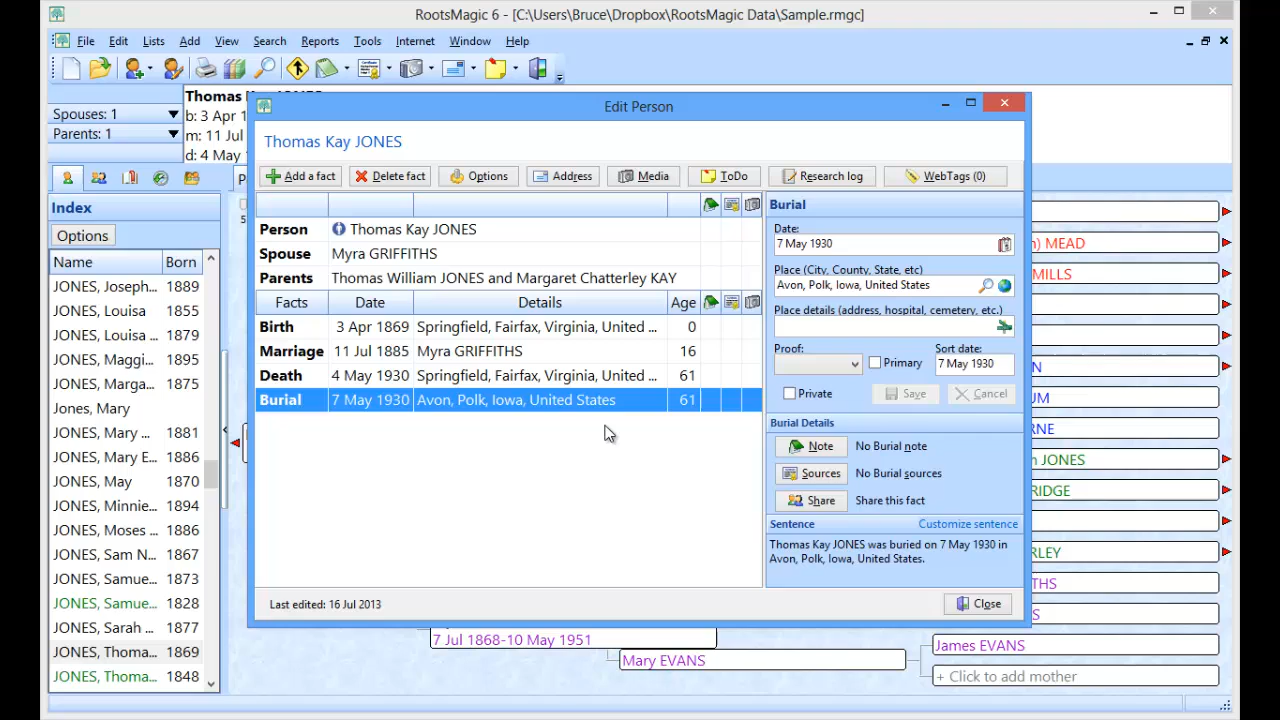 RootsMagic 6 - [C:\Users\Bruce\Dropbox\RootsMagic Data\Sample.rmgc]
File Edit Lists Add View Search Reports Tools Internet Window Help
Spouses: 1
Parents: 1
Thomas
b: 3 Apr 1
m: 11 Jul
d: 4 May
Edit Person
Thomas Kay JONES
Add a fact Delete fact Options Address Media ToDo Research log WebTags (0)
Index
Options
Name Born
JONES, Joseph... 1889
JONES, Louisa 1855
JONES, Louisa ... 1889
JONES, Maggi... 1895
JONES, Marga... 1875
Jones, Mary
JONES, Mary ... 1881
JONES, Mary E... 1886
JONES, May 1870
JONES, Minnie... 1894
JONES, Moses ... 1886
JONES, Sam N... 1867
JONES, Samue... 1873
JONES, Samue... 1828
JONES, Sarah ... 1877
JONES, Thoma... 1869
JONES, Thoma... 1848
P
5
Person Thomas Kay JONES
Spouse Myra GRIFFITHS
Parents Thomas William JONES and Margaret Chatterley KAY
Facts Date Details Age
Birth 3 Apr 1869 Springfield, Fairfax, Virginia, United ... 0
Marriage 11 Jul 1885 Myra GRIFFITHS 16
Death 4 May 1930 Springfield, Fairfax, Virginia, United ... 61
Burial 7 May 1930 Avon, Polk, Iowa, United States 61
Last edited: 16 Jul 2013
Burial
Date:
7 May 1930
Place (City, County, State, etc)
Avon, Polk, Iowa, United States
Place details (address, hospital, cemetery, etc.)
Proof: Primary Sort date:
7 May 1930
Private Save Cancel
Burial Details
Note No Burial note
Sources No Burial sources
Share Share this fact
Sentence Customize sentence
Thomas Kay JONES was buried on 7 May 1930 in
Avon, Polk, Iowa, United States.
Close
) MEAD
MILLS
N
UM
RNE
JONES
RIDGE
LEY
THS
S
7 Jul 1868-10 May 1951
Mary EVANS
James EVANS
+ Click to add mother